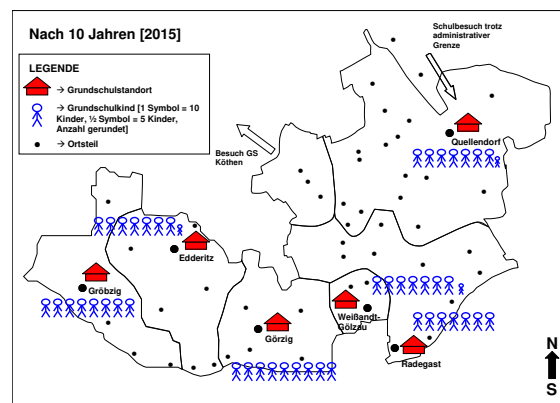 Nach 10 Jahren [2015]
LEGENDE
→ Grundschulstandort
→ Grundschulkind [1 Symbol = 10
Kinder, ½ Symbol = 5 Kinder,
Anzahl gerundet]
→ Ortsteil
Schulbesuch trotz
administrativer
Grenze
Quellendorf
Besuch GS
Köthen
Edderitz
Gröbzig
Görzig
Weißandt-
Gölzau
Radegast
N
S